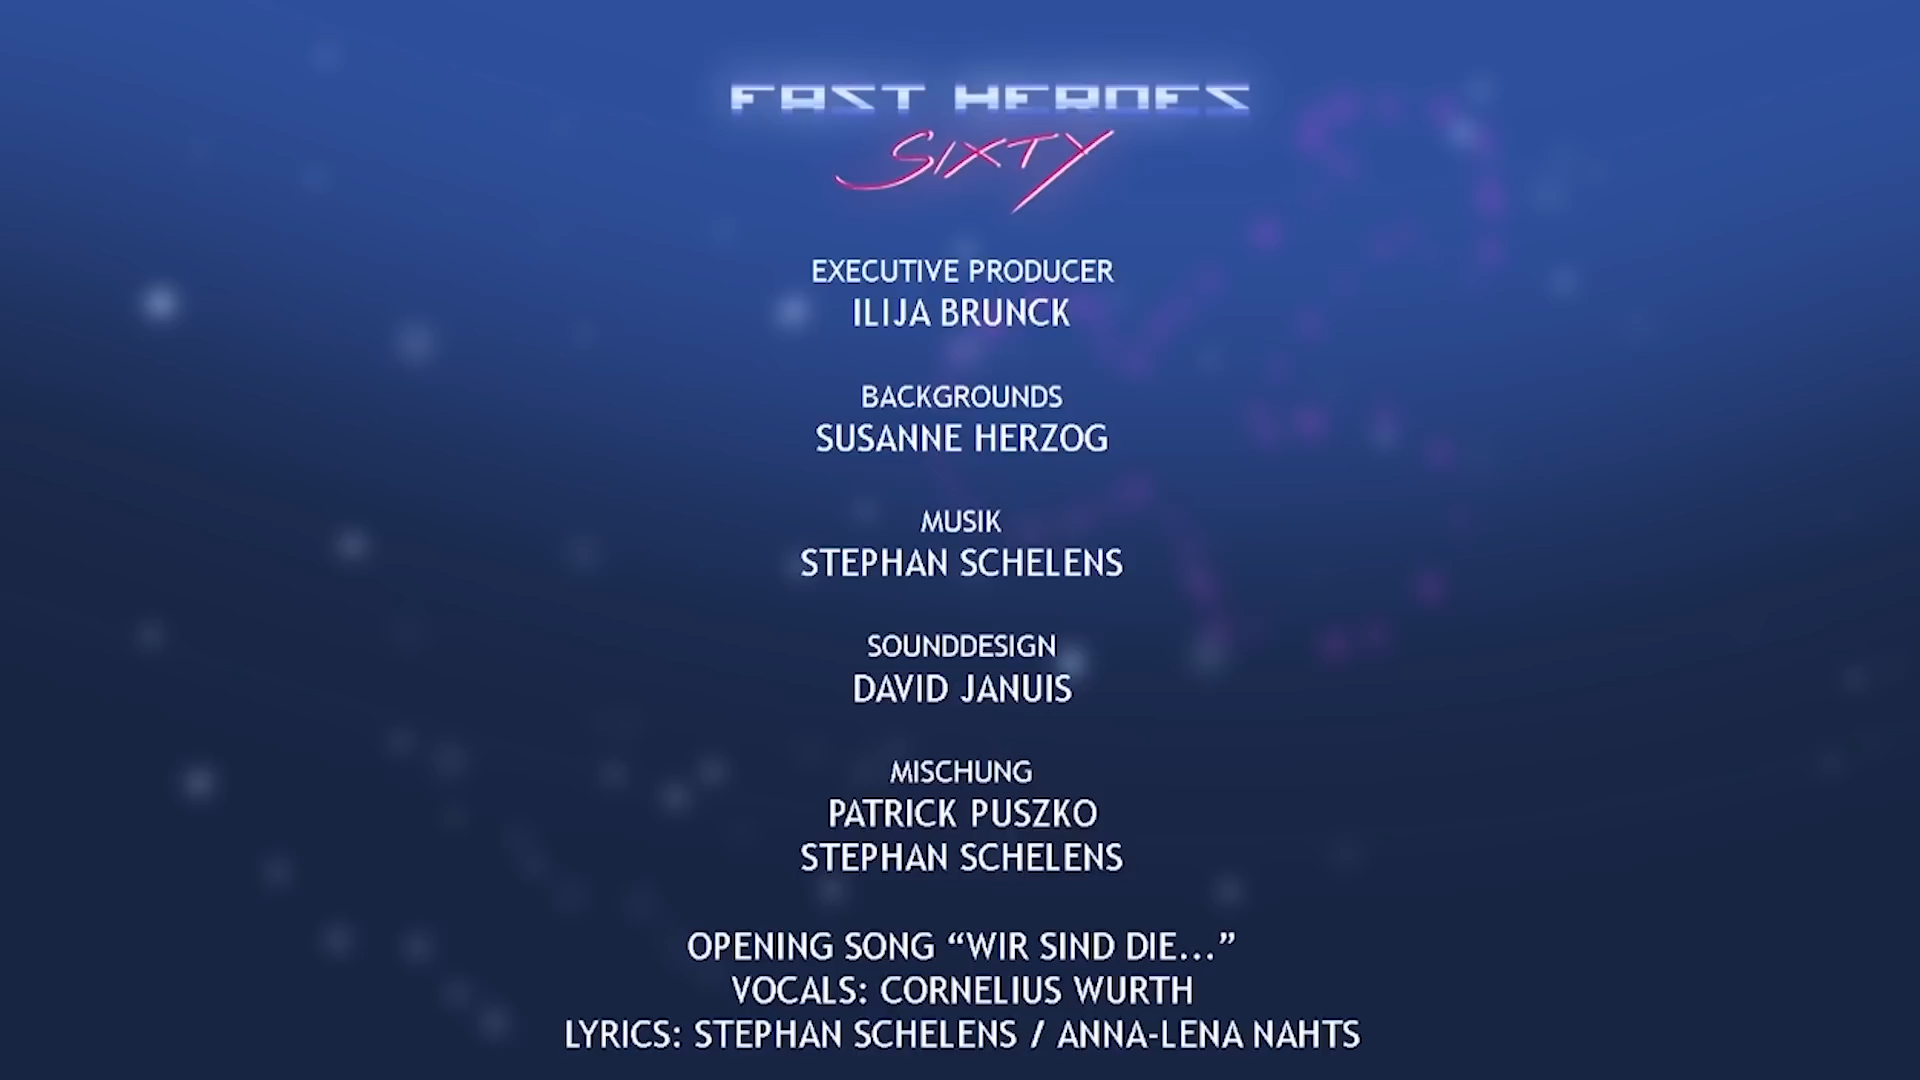 FAST HEROES
SIXTY
EXECUTIVE PRODUCER
ILIJA BRUNCK
BACKGROUNDS
SUSANNE HERZOG
MUSIK
STEPHAN SCHELENS
SOUNDDESIGN
DAVID JANUIS
MISCHUNG
PATRICK PUSZKO
STEPHAN SCHELENS
OPENING SONG “WIR SIND DIE...”
VOCALS: CORNELIUS WURTH
LYRICS: STEPHAN SCHELENS / ANNA-LENA NAHTS